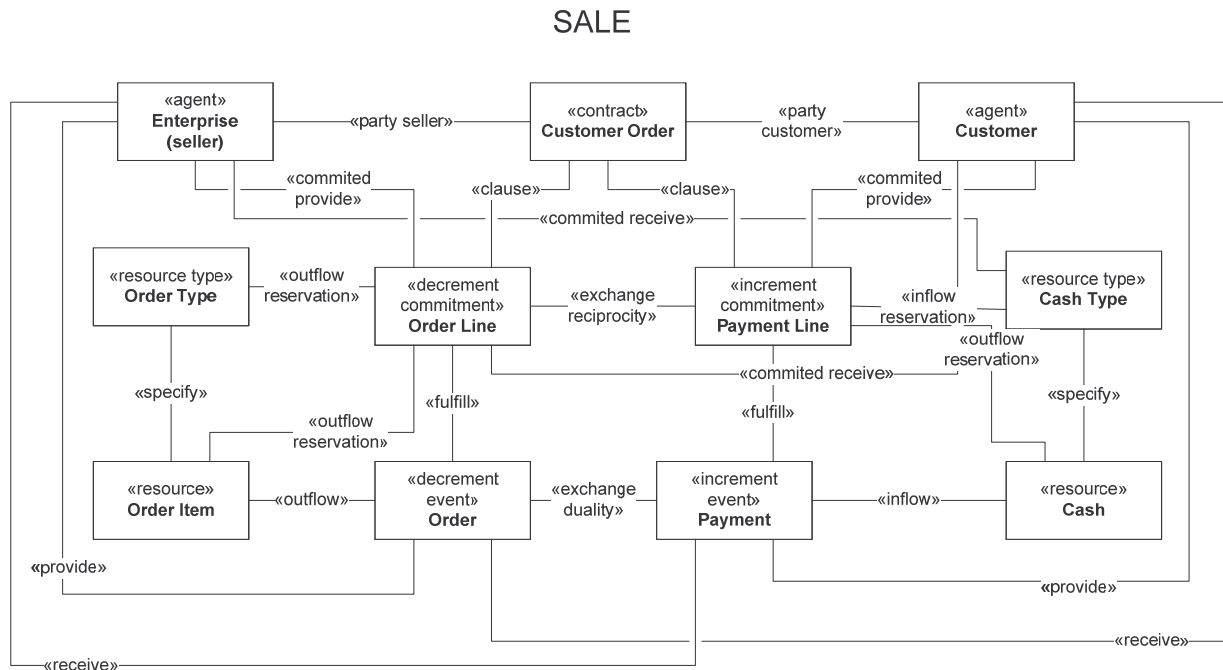 SALE
«agent»
Enterprise
(seller)
«party seller»
«contract»
Customer Order
«party
customer»
«agent»
Customer
«commited
provide»
«clause»
«clause»
«commited
provide»
«commited receive»
«resource type»
Order Type
«outflow
reservation»
«decrement
commitment»
Order Line
«exchange
reciprocity»
«increment
commitment»
Payment Line
«inflow
reservation»
«resource type»
Cash Type
«outflow
reservation»
«commited receive»
«specify»
«fulfill»
«fulfill»
«specify»
«outflow
reservation»
«resource»
Order Item
«outflow»
«decrement
event»
Order
«exchange
duality»
«increment
event»
Payment
«inflow»
«resource»
Cash
«provide»
«provide»
«receive»
«receive»